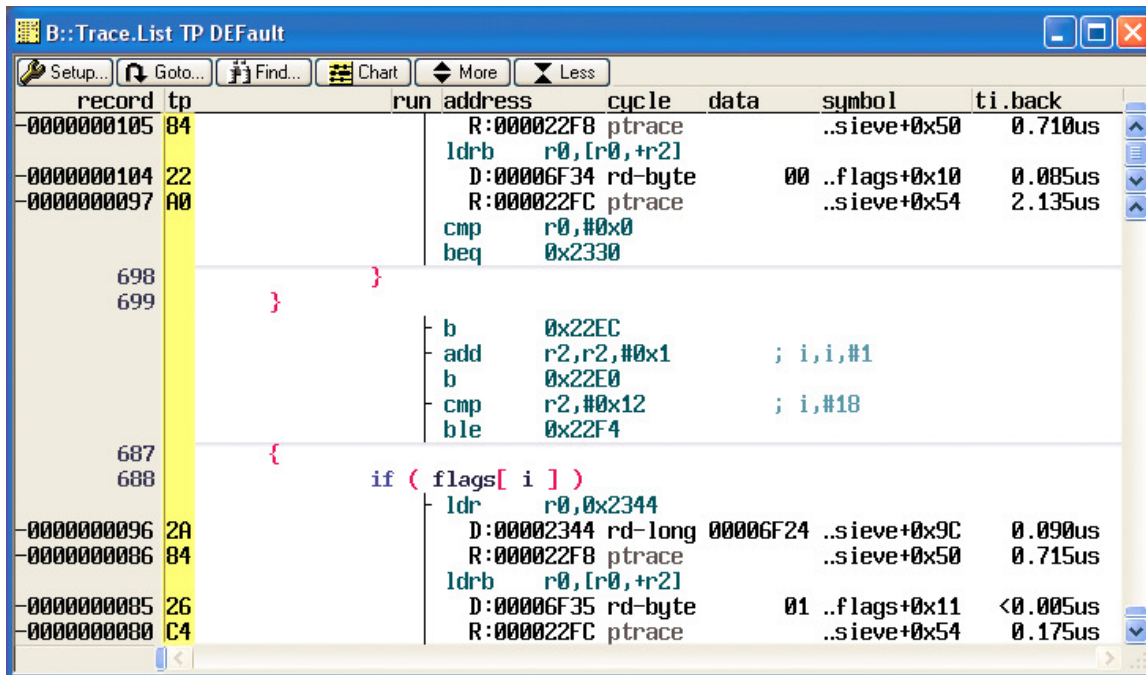 B::Trace.List TP DEFault
Setup... Goto... Find... Chart More Less
record tp run address cycle data symbol ti.back
-0000000105 84 R:000022F8 ptrace ..sieve+0x50 0.710us
ldrb r0,[r0,+r2]
-0000000104 22 D:00006F34 rd-byte 00 ..flags+0x10 0.085us
-0000000097 A0 R:000022FC ptrace ..sieve+0x54 2.135us
cmp r0,#0x0
beq 0x2330
698 }
699 }
b 0x22EC
add r2,r2,#0x1 ; i,i,#1
b 0x22E0
cmp r2,#0x12 ; i,#18
ble 0x22F4
687 {
688 if ( flags[ i ] )
ldr r0,0x2344
-0000000096 2A D:00002344 rd-long 00006F24 ..sieve+0x9C 0.090us
-0000000086 84 R:000022F8 ptrace ..sieve+0x50 0.715us
ldrb r0,[r0,+r2]
-0000000085 26 D:00006F35 rd-byte 01 ..flags+0x11 <0.005us
-0000000080 C4 R:000022FC ptrace ..sieve+0x54 0.175us